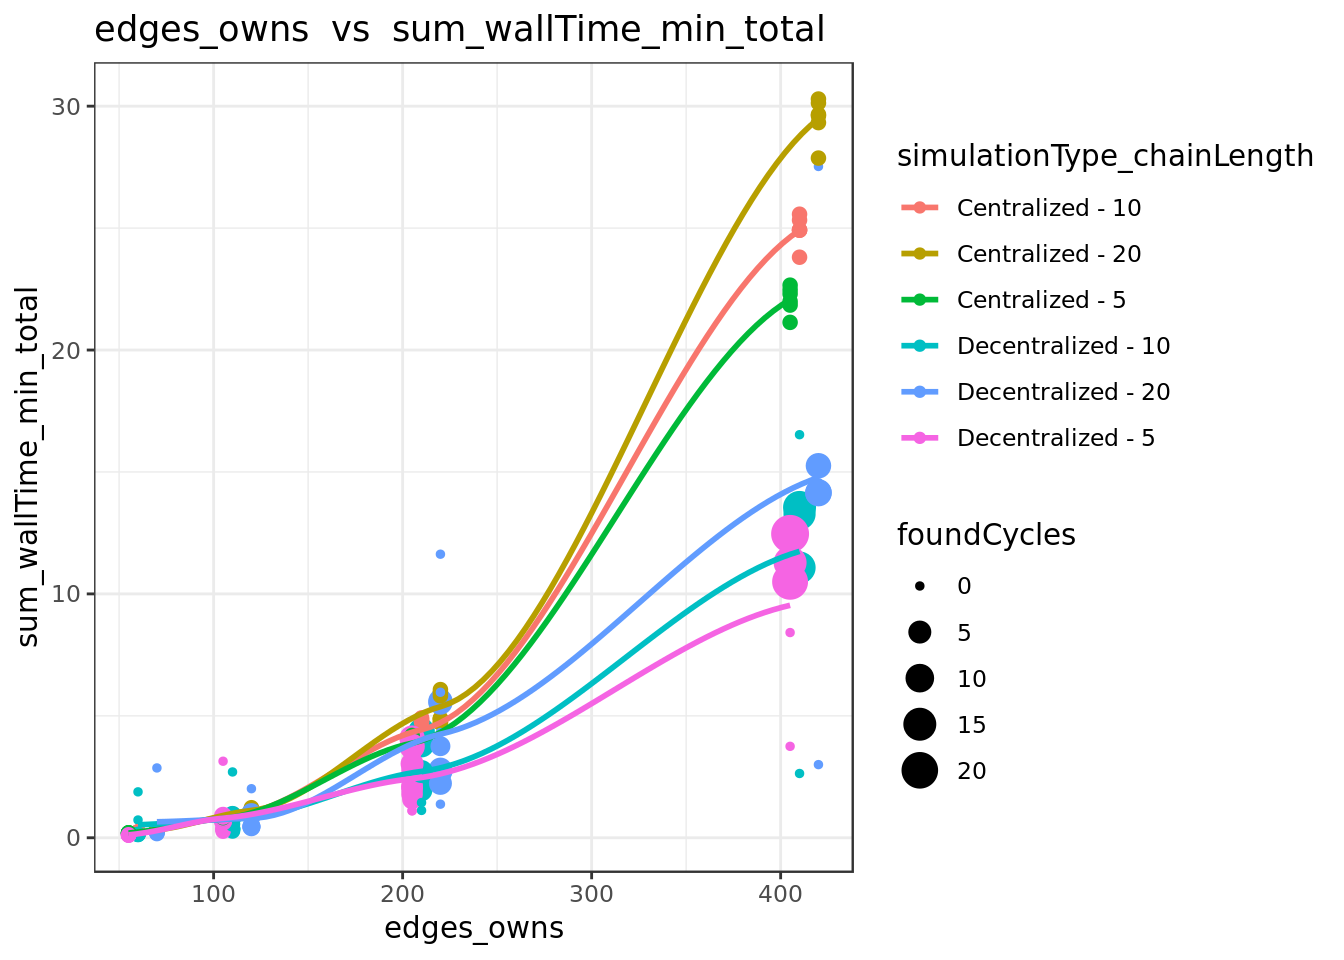 edges_owns  vs  sum_wallTime_min_total
sum_wallTime_min_total
30
20
10
0
100
200
300
400
edges_owns
simulationType_chainLength
Centralized - 10
Centralized - 20
Centralized - 5
Decentralized - 10
Decentralized - 20
Decentralized - 5
foundCycles
0
5
10
15
20